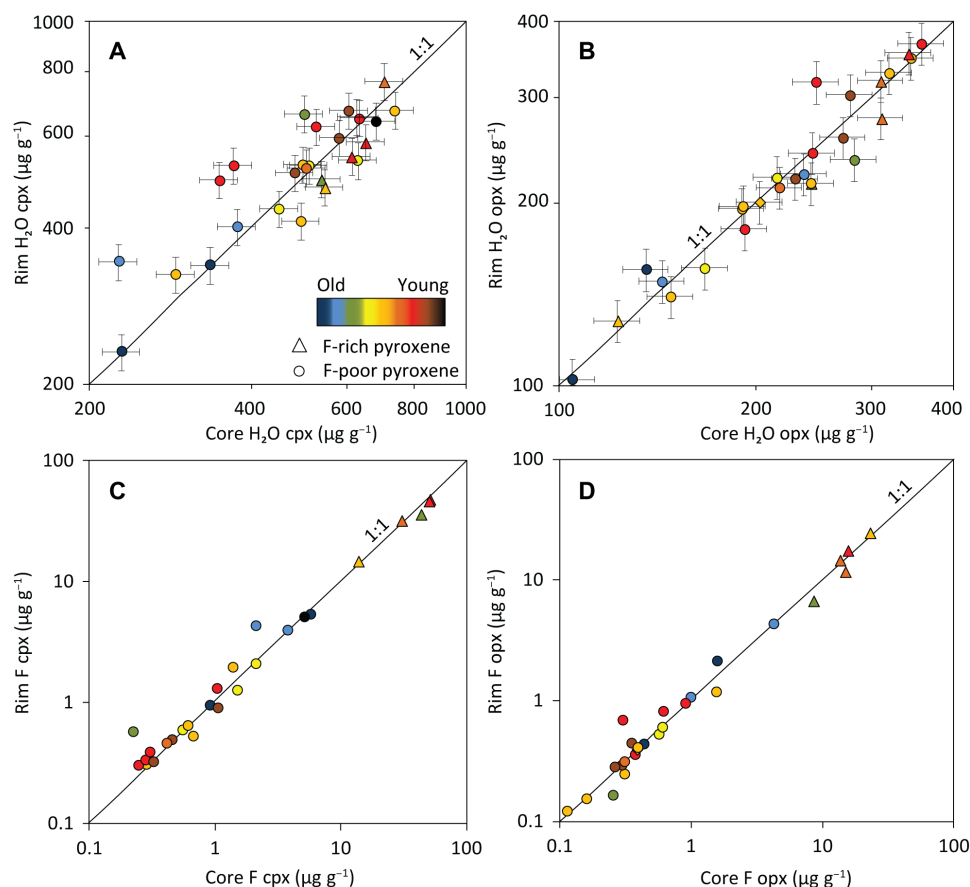 A
1:1
Rim H₂O cpx (µg g⁻¹)
1000
800
600
400
200
200
400
600
800
1000
Core H₂O cpx (µg g⁻¹)
Old
Young
F-rich pyroxene
F-poor pyroxene
B
1:1
Rim H₂O opx (µg g⁻¹)
400
300
200
100
100
200
300
400
Core H₂O opx (µg g⁻¹)
C
1:1
Rim F cpx (µg g⁻¹)
100
10
1
0.1
0.1
1
10
100
Core F cpx (µg g⁻¹)
D
1:1
Rim F opx (µg g⁻¹)
100
10
1
0.1
0.1
1
10
100
Core F opx (µg g⁻¹)